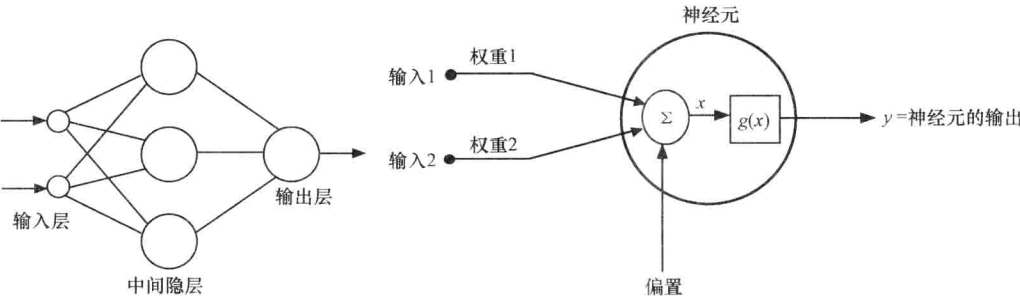 输入层
中间隐层
输出层
神经元
输入1
权重1
输入2
权重2
Σ
x
g(x)
y=神经元的输出
偏置